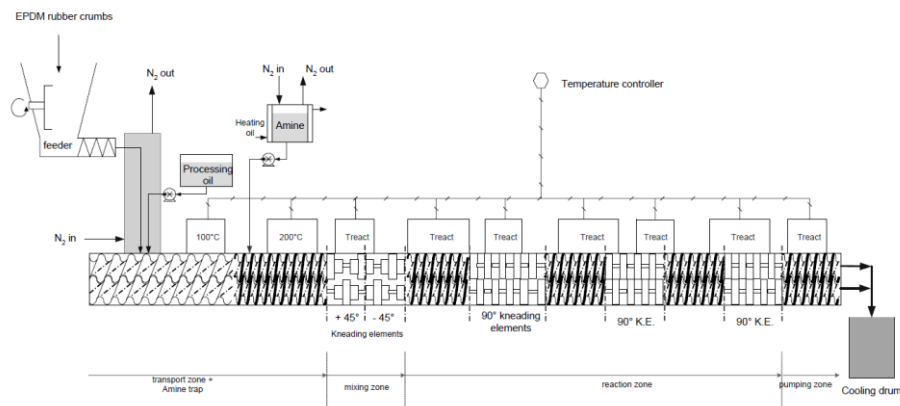 EPDM rubber crumbs
N2 out
N2 in
N2 out
Temperature controller
Heating
oil
Amine
feeder
Processing
oil
N2 in
100°C
200°C
Treact
Treact
Treact
Treact
Treact
Treact
Treact
+ 45°
- 45°
Kneading elements
90° kneading
elements
90° K.E.
90° K.E.
transport zone +
Amine trap
mixing zone
reaction zone
pumping zone
Cooling drum